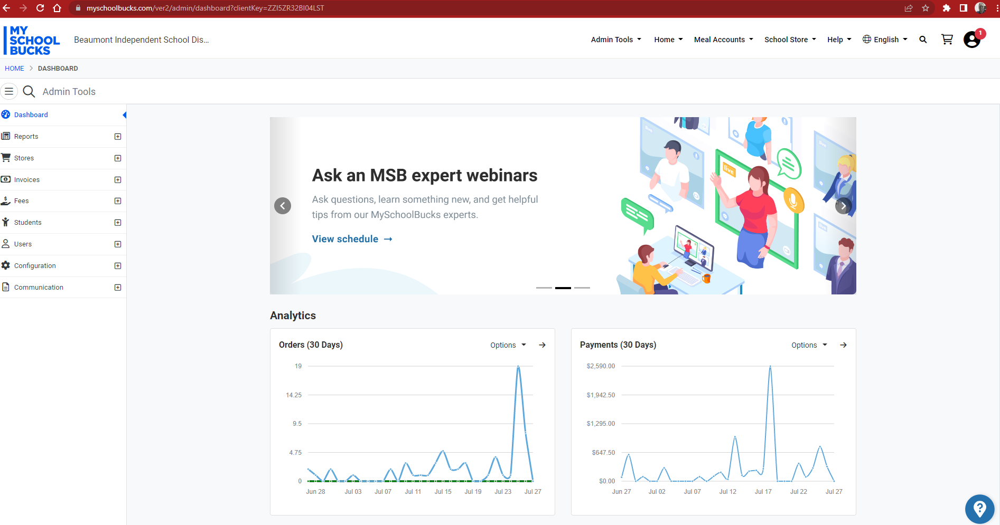 myschoolbucks.com/ver2/admin/dashboard?clientKey=ZZI5ZR32BI04LST
MY
SCHOOL
BUCKS
Beaumont Independent School Dis...
Admin Tools
Home
Meal Accounts
School Store
Help
English
1
HOME > DASHBOARD
Admin Tools
Dashboard
Reports
Stores
Invoices
Fees
Students
Users
Configuration
Communication
Ask an MSB expert webinars
Ask questions, learn something new, and get helpful
tips from our MySchoolBucks experts.
View schedule →
live
live
live
live
Analytics
Orders (30 Days)
Options
19
14.25
9.5
4.75
0
Jun 28 Jul 03 Jul 07 Jul 11 Jul 15 Jul 19 Jul 23 Jul 27
Payments (30 Days)
Options
$2,590.00
$1,942.50
$1,295.00
$647.50
$0.00
Jun 27 Jul 02 Jul 07 Jul 12 Jul 17 Jul 22 Jul 27
?